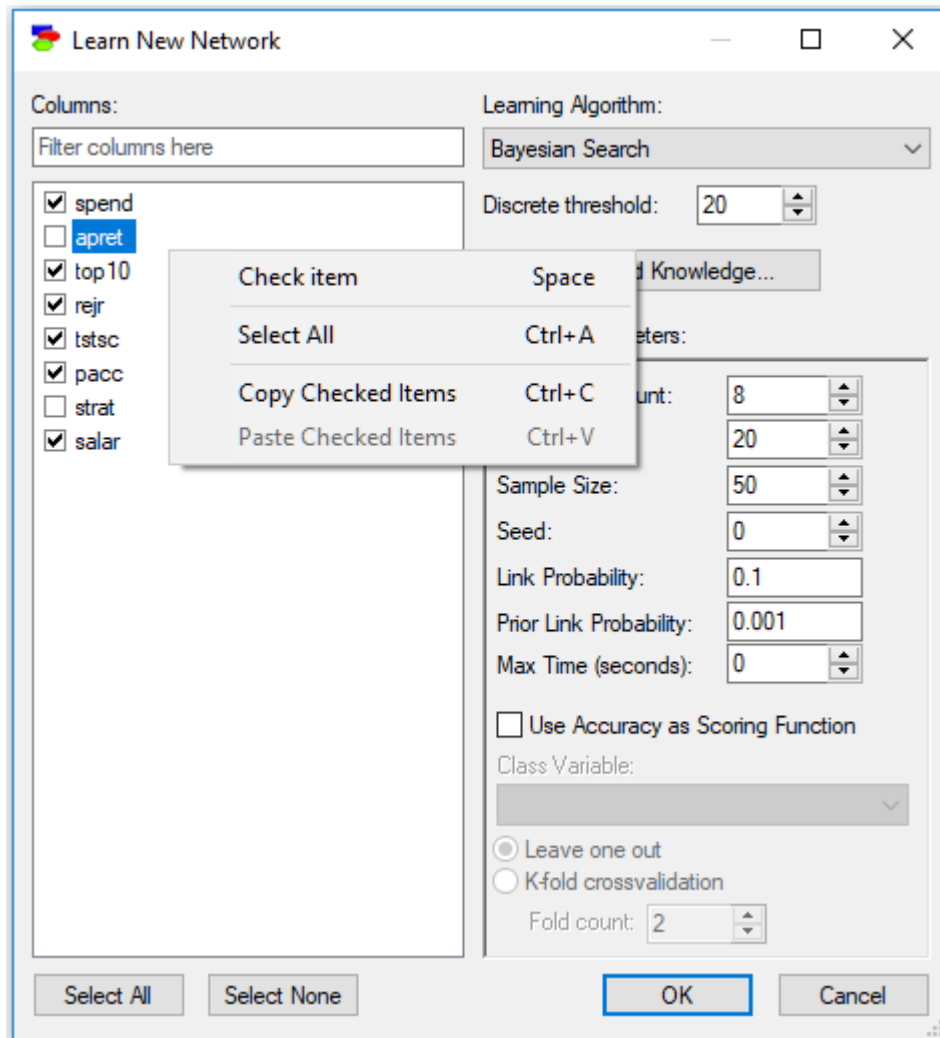 Learn New Network
Columns:
Filter columns here
spend
apret
top10
rejr
tstsc
pacc
strat
salar
Check item Space
Select All Ctrl+A
Copy Checked Items Ctrl+C
Paste Checked Items Ctrl+V
Learning Algorithm:
Bayesian Search
Discrete threshold: 20
Knowledge...
8
20
Sample Size: 50
Seed: 0
Link Probability: 0.1
Prior Link Probability: 0.001
Max Time (seconds): 0
Use Accuracy as Scoring Function
Class Variable:
Leave one out
K-fold crossvalidation
Fold count: 2
Select All Select None OK Cancel